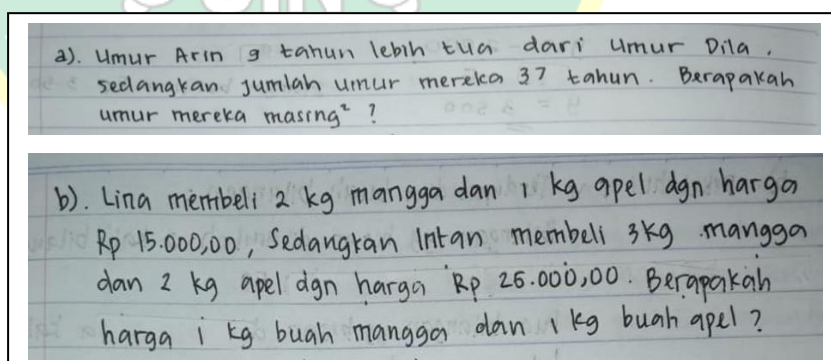 a). Umur Arin 9 tahun lebih tua dari umur Dila,
sedangkan jumlah umur mereka 37 tahun. Berapakah
umur mereka masing² ?
b). Lina membeli 2 kg mangga dan 1 kg apel dgn harga
Rp 15.000,00, Sedangkan Intan membeli 3kg mangga
dan 2 kg apel dgn harga Rp 26.000,00. Berapakah
harga 1 kg buah mangga dan 1 kg buah apel ?